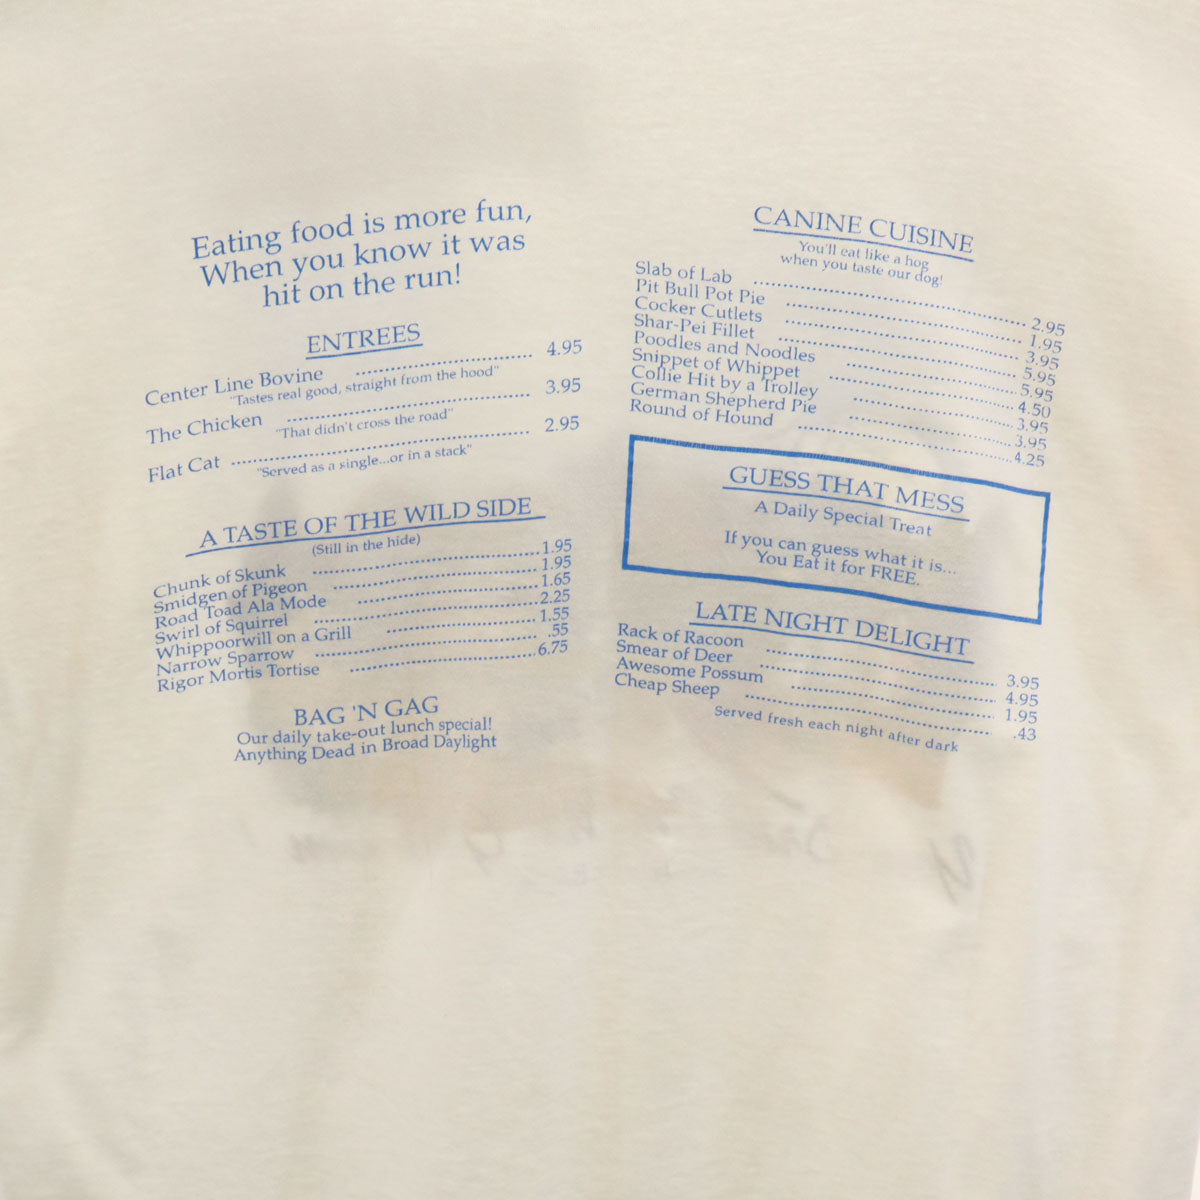 Eating food is more fun,
When you know it was
hit on the run!
ENTREES
Center Line Bovine ........ 4.95
"Tastes real good, straight from the hood"
The Chicken ........ 3.95
"That didn't cross the road"
Flat Cat ........ 2.95
"Served as a single...or in a stack"
A TASTE OF THE WILD SIDE
(Still in the hide)
Chunk of Skunk ........ 1.95
Smidgen of Pigeon ........ 1.95
Road Toad Ala Mode ........ 1.65
Swirl of Squirrel ........ 2.25
Whippoorwill on a Grill ........ 1.55
Narrow Sparrow ........ .55
Rigor Mortis Tortise ........ 6.75
BAG 'N GAG
Our daily take-out lunch special!
Anything Dead in Broad Daylight
CANINE CUISINE
You'll eat like a hog
when you taste our dog!
Slab of Lab ........ 2.95
Pit Bull Pot Pie ........ 1.95
Cocker Cutlets ........ 3.95
Shar-Pei Fillet ........ 5.95
Poodles and Noodles ........ 5.95
Snippet of Whippet ........ 4.50
Collie Hit by a Trolley ........ 3.95
German Shepherd Pie ........ 3.95
Round of Hound ........ 4.25
GUESS THAT MESS
A Daily Special Treat
If you can guess what it is...
You Eat it for FREE.
LATE NIGHT DELIGHT
Rack of Racoon ........ 3.95
Smear of Deer ........ 4.95
Awesome Possum ........ 1.95
Cheap Sheep ........ .43
Served fresh each night after dark